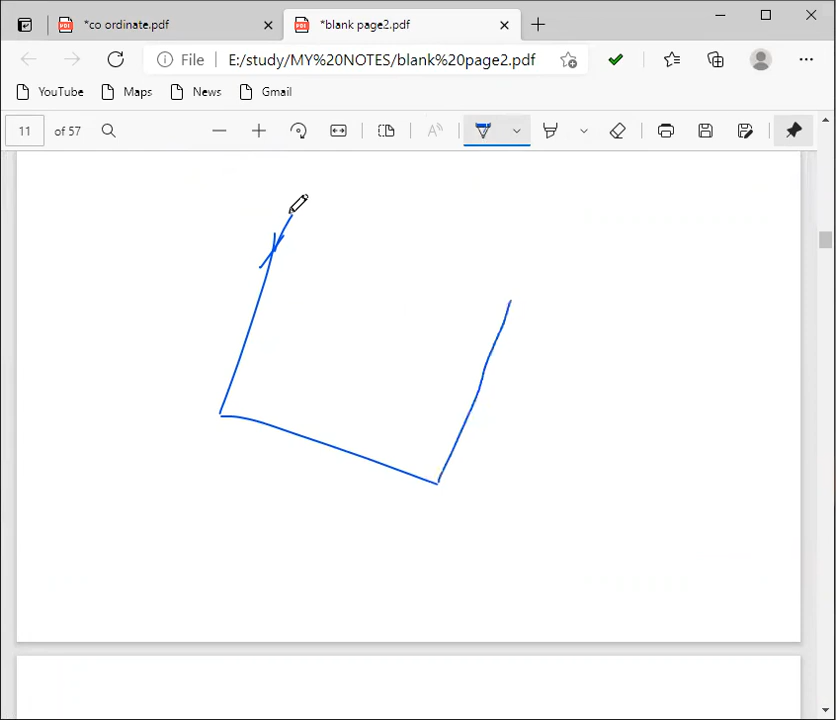 *co ordinate.pdf
*blank page2.pdf
File
E:/study/MY%20NOTES/blank%20page2.pdf
YouTube
Maps
News
Gmail
11
of 57